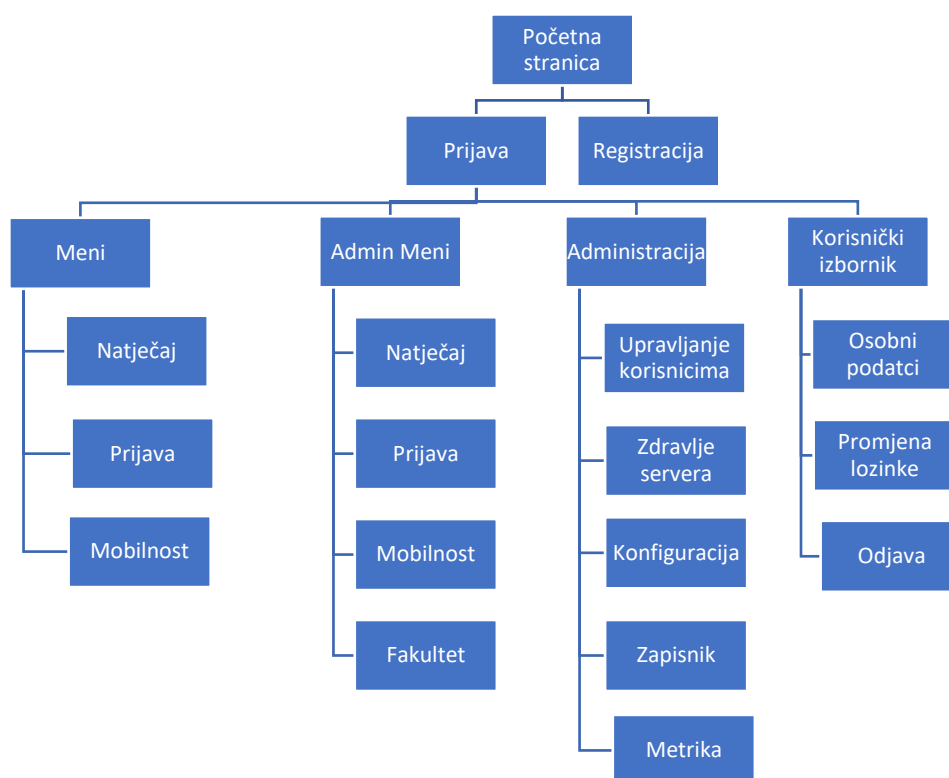 Početna
stranica
Prijava
Registracija
Meni
Admin Meni
Administracija
Korisnički
izbornik
Natječaj
Prijava
Mobilnost
Natječaj
Prijava
Mobilnost
Fakultet
Upravljanje
korisnicima
Zdravlje
servera
Konfiguracija
Zapisnik
Metrika
Osobni
podatci
Promjena
lozinke
Odjava